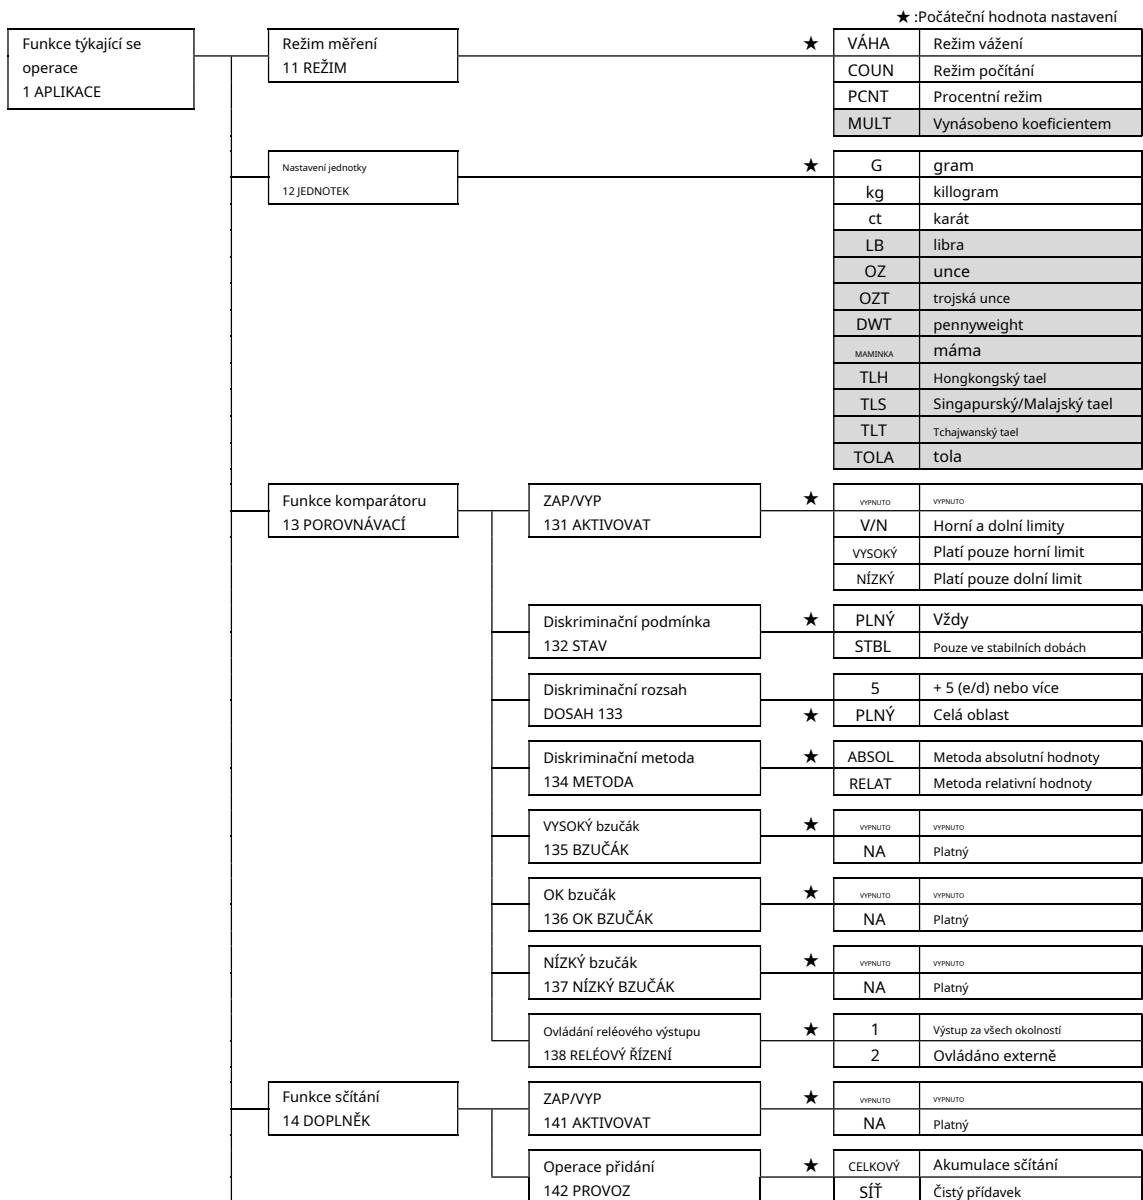 ★ :Počáteční hodnota nastavení
Funkce týkající se
operace
1 APLIKACE
Režim měření
11 REŽIM
★ VÁHA Režim vážení
COUN Režim počítání
PCNT Procentní režim
MULT Vynásobeno koeficientem
Nastavení jednotky
12 JEDNOTEK
★ G gram
kg killogram
ct karát
LB libra
OZ unce
OZT trojská unce
DWT pennyweight
MAMINKA máma
TLH Hongkongský tael
TLS Singapurský/Malajský tael
TLT Tchajwanský tael
TOLA tola
Funkce komparátoru
13 POROVNÁVACÍ
ZAP/VYP
131 AKTIVOVAT
★ VYPNUTO VYPNUTO
V/N Horní a dolní limity
VYSOKÝ Platí pouze horní limit
NÍZKÝ Platí pouze dolní limit
Diskriminační podmínka
132 STAV
★ PLNÝ Vždy
STBL Pouze ve stabilních dobách
Diskriminační rozsah
DOSAH 133
5 + 5 (e/d) nebo více
★ PLNÝ Celá oblast
Diskriminační metoda
134 METODA
★ ABSOL Metoda absolutní hodnoty
RELAT Metoda relativní hodnoty
VYSOKÝ bzučák
135 BZUČÁK
★ VYPNUTO VYPNUTO
NA Platný
OK bzučák
136 OK BZUČÁK
★ VYPNUTO VYPNUTO
NA Platný
NÍZKÝ bzučák
137 NÍZKÝ BZUČÁK
★ VYPNUTO VYPNUTO
NA Platný
Ovládání reléového výstupu
138 RELÉOVÝ ŘÍZENÍ
★ 1 Výstup za všech okolností
2 Ovládáno externě
Funkce sčítání
14 DOPLNĚK
ZAP/VYP
141 AKTIVOVAT
★ VYPNUTO VYPNUTO
NA Platný
Operace přidání
142 PROVOZ
★ CELKOVÝ Akumulace sčítání
SÍŤ Čistý přídavek